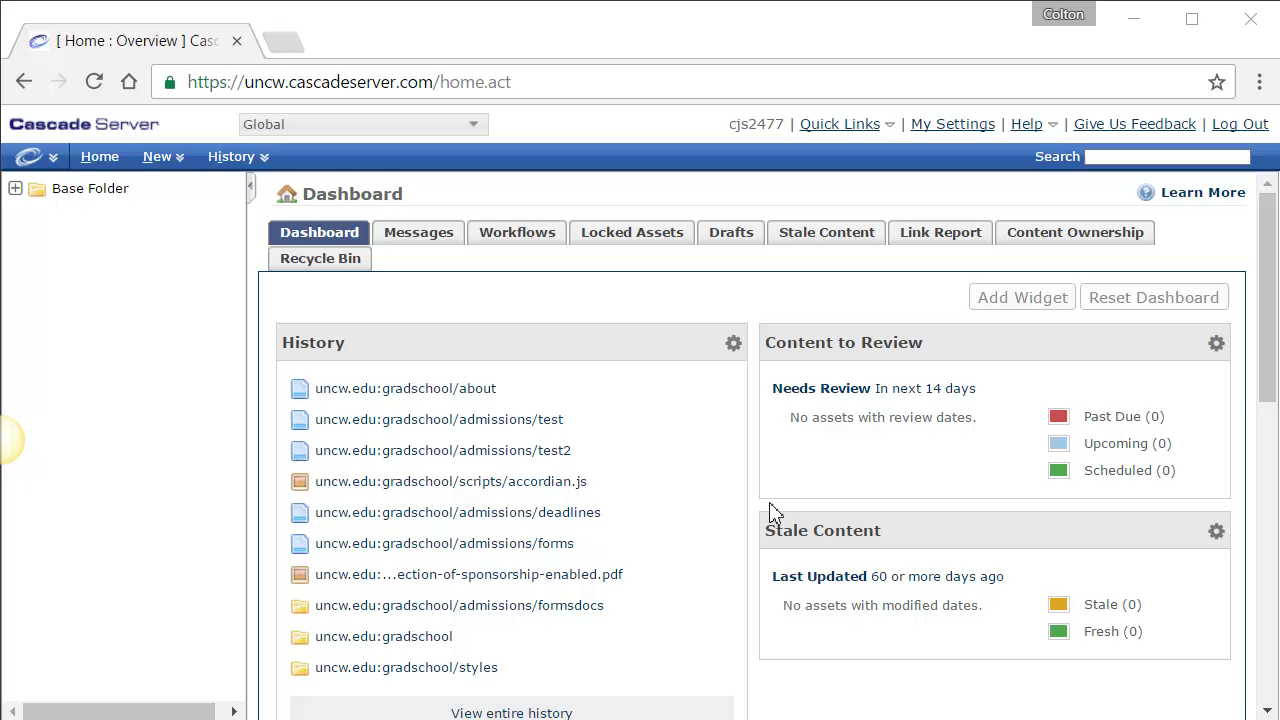 Colton
[ Home : Overview ] Casc
https://uncw.cascadeserver.com/home.act
Cascade Server
Global
cjs2477 | Quick Links | My Settings | Help | Give Us Feedback | Log Out
Home New History Search
Base Folder
Dashboard
Learn More
Dashboard Messages Workflows Locked Assets Drafts Stale Content Link Report Content Ownership
Recycle Bin
Add Widget Reset Dashboard
History
uncw.edu:gradschool/about
uncw.edu:gradschool/admissions/test
uncw.edu:gradschool/admissions/test2
uncw.edu:gradschool/scripts/accordian.js
uncw.edu:gradschool/admissions/deadlines
uncw.edu:gradschool/admissions/forms
uncw.edu:...ection-of-sponsorship-enabled.pdf
uncw.edu:gradschool/admissions/formsdocs
uncw.edu:gradschool
uncw.edu:gradschool/styles
View entire history
Content to Review
Needs Review In next 14 days
No assets with review dates.
Past Due (0)
Upcoming (0)
Scheduled (0)
Stale Content
Last Updated 60 or more days ago
No assets with modified dates.
Stale (0)
Fresh (0)